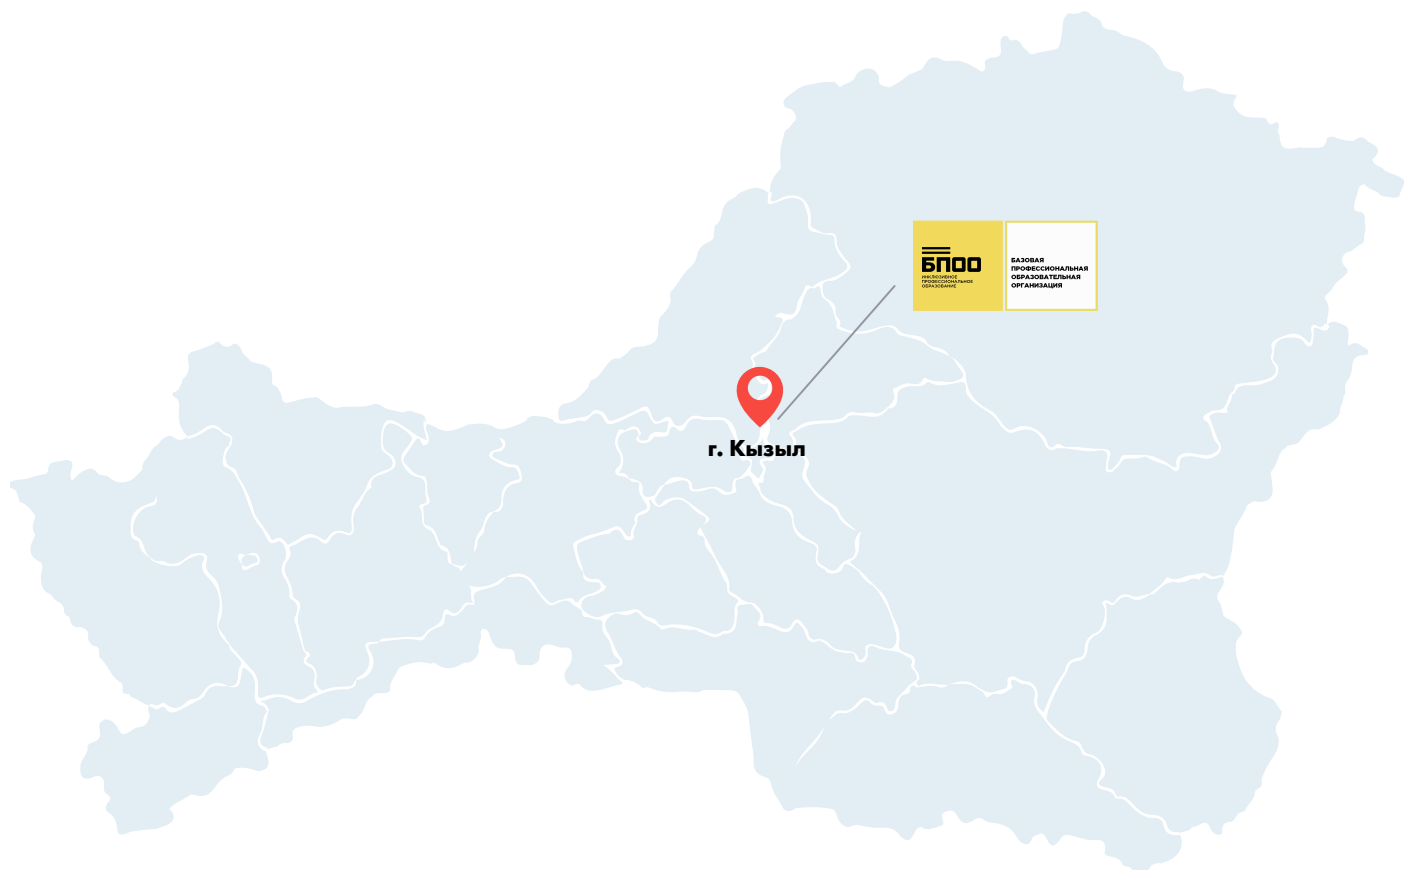 БПОО
ИНКЛЮЗИВНОЕ
ПРОФЕССИОНАЛЬНОЕ
ОБРАЗОВАНИЕ
БАЗОВАЯ
ПРОФЕССИОНАЛЬНАЯ
ОБРАЗОВАТЕЛЬНАЯ
ОРГАНИЗАЦИЯ
г. Кызыл